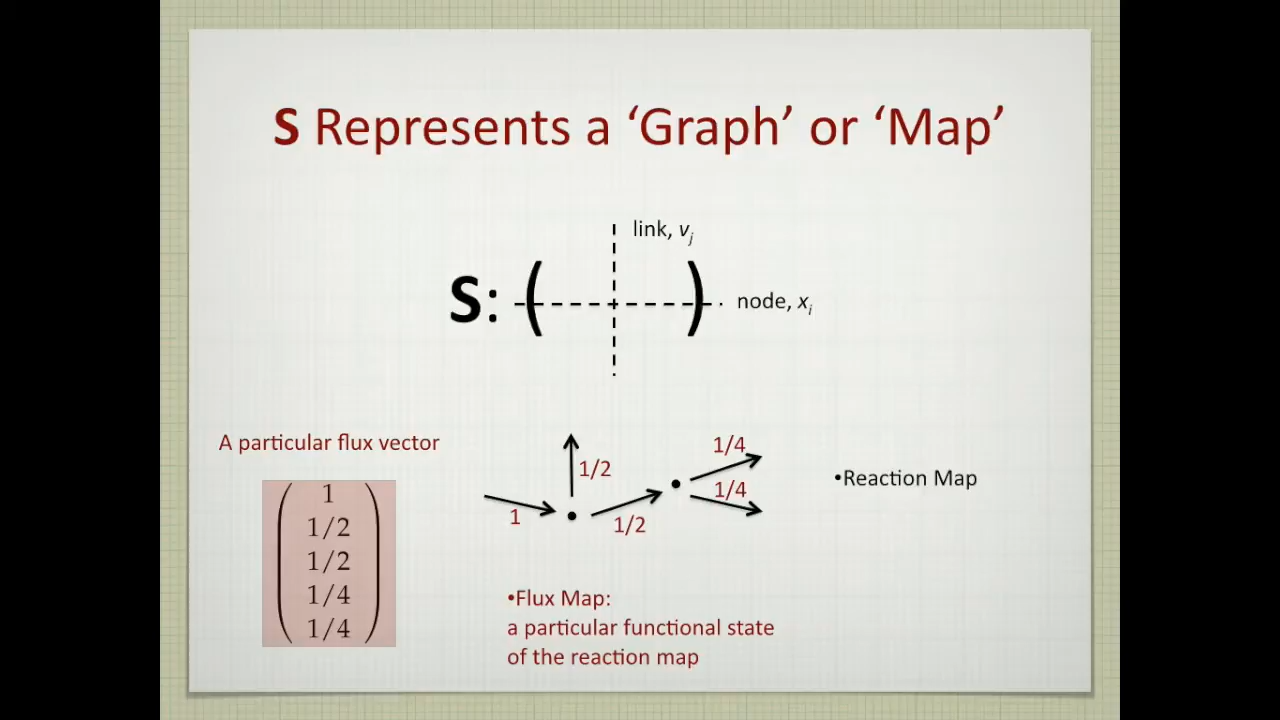 S Represents a ‘Graph’ or ‘Map’
link, vj
S: ( )
node, xi
A particular flux vector
1
1/2
1/2
1/4
1/4
1
1/2
1/2
1/4
1/4
•Reaction Map
•Flux Map:
a particular functional state
of the reaction map